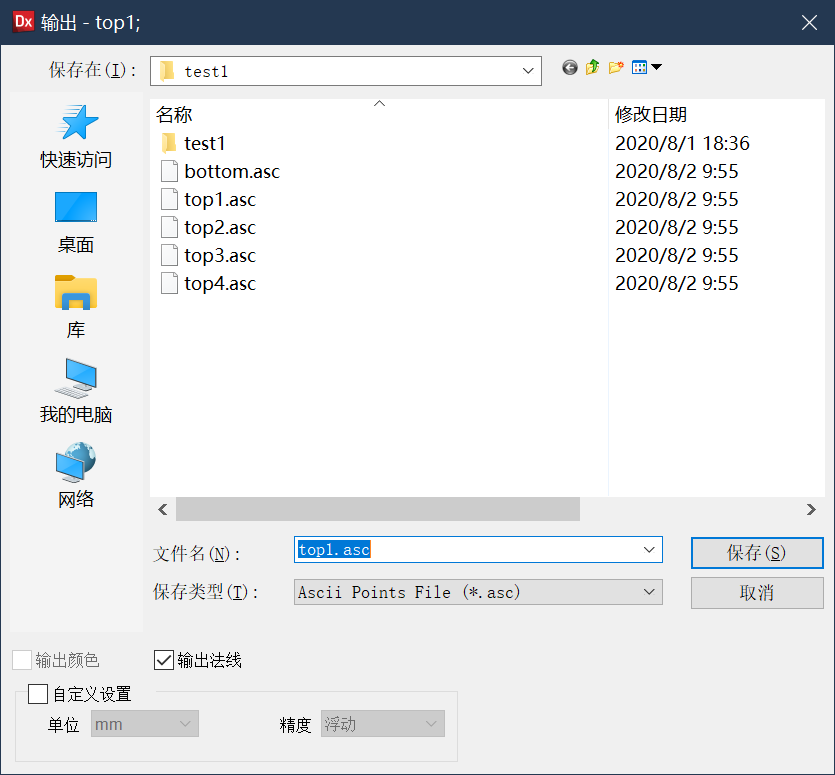 Dx 输出 - top1;
保存在(I): test1
名称 修改日期
test1 2020/8/1 18:36
bottom.asc 2020/8/2 9:55
top1.asc 2020/8/2 9:55
top2.asc 2020/8/2 9:55
top3.asc 2020/8/2 9:55
top4.asc 2020/8/2 9:55
快速访问
桌面
库
我的电脑
网络
文件名(N): top1.asc 保存(S)
保存类型(T): Ascii Points File (*.asc) 取消
输出颜色 输出法线
自定义设置
单位 mm 精度 浮动